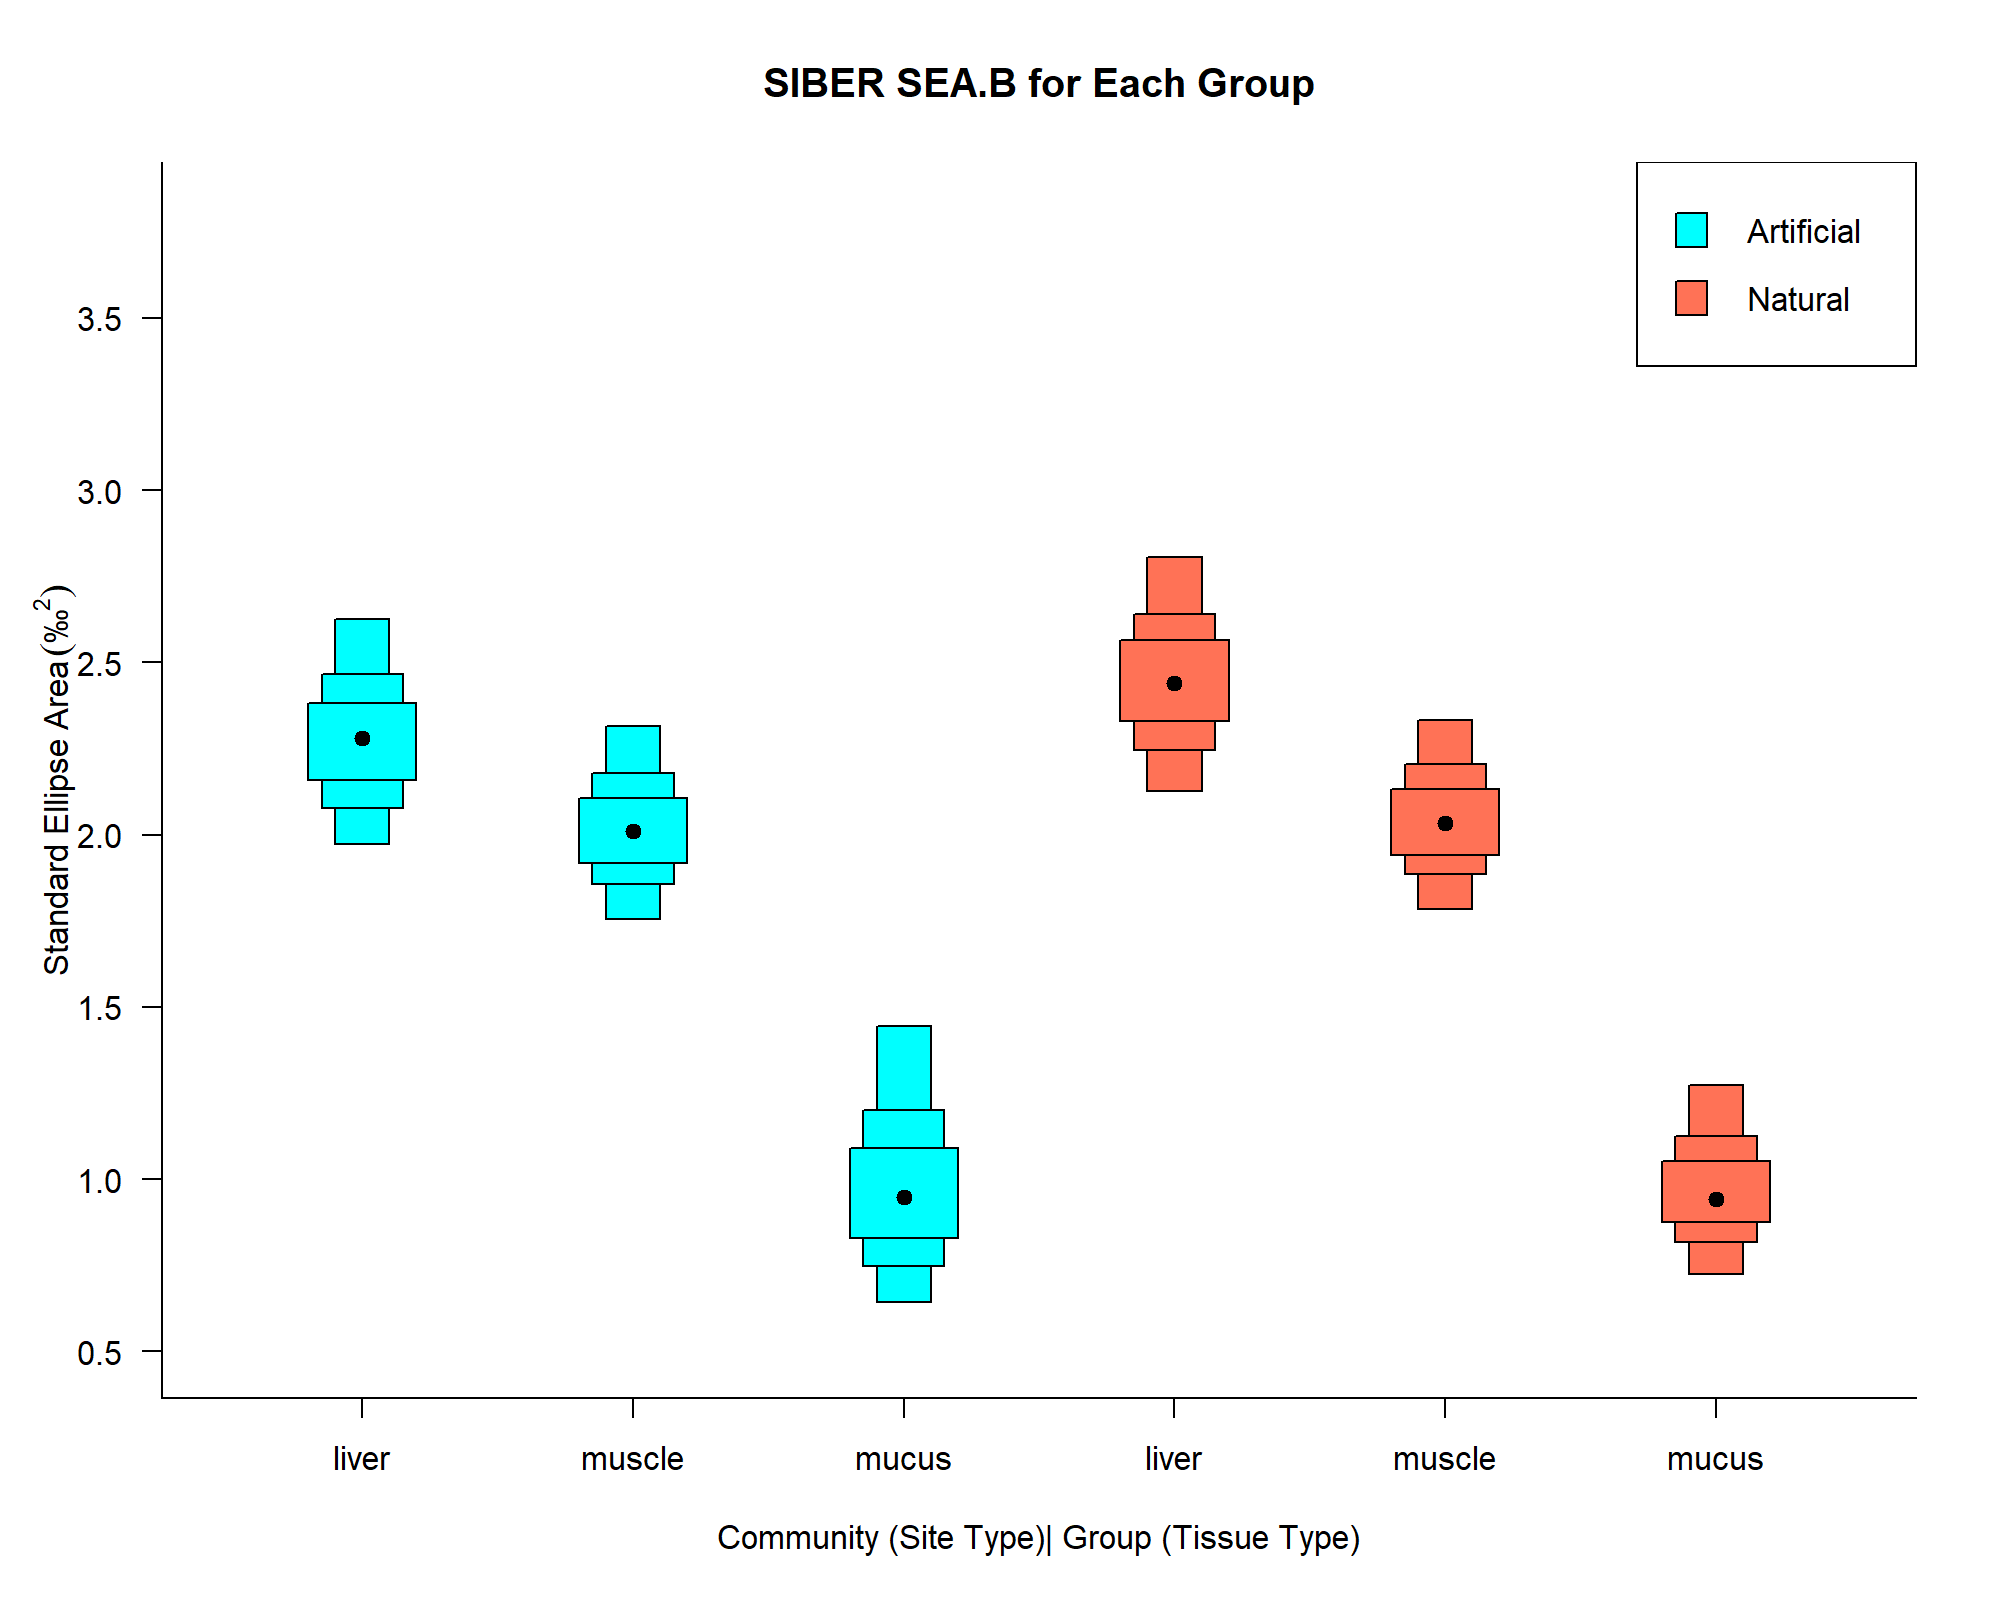 SIBER SEA.B for Each Group
Artificial
Natural
Standard Ellipse Area (‰²)
3.5
3.0
2.5
2.0
1.5
1.0
0.5
liver muscle mucus liver muscle mucus
Community (Site Type)| Group (Tissue Type)